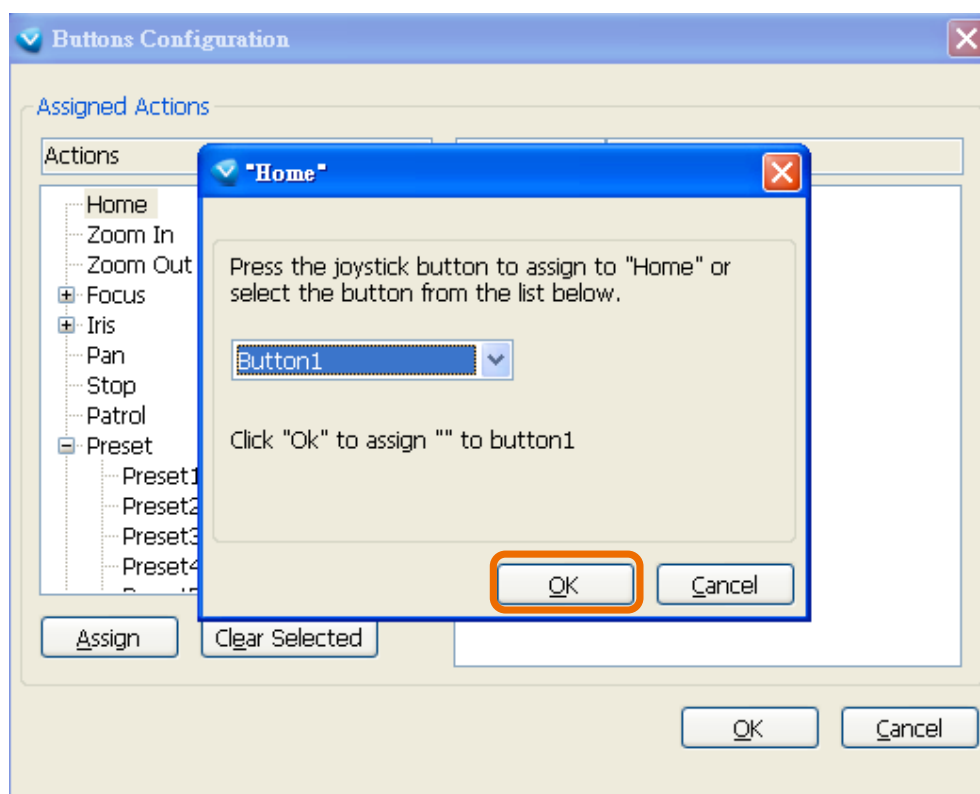 Buttons Configuration
Assigned Actions
Actions
Home
Zoom In
Zoom Out
Focus
Iris
Pan
Stop
Patrol
Preset
Preset1
Preset2
Preset3
Preset4
"Home"
Press the joystick button to assign to "Home" or
select the button from the list below.
Button1
Click "Ok" to assign "" to button1
OK
Cancel
Assign
Clear Selected
OK
Cancel